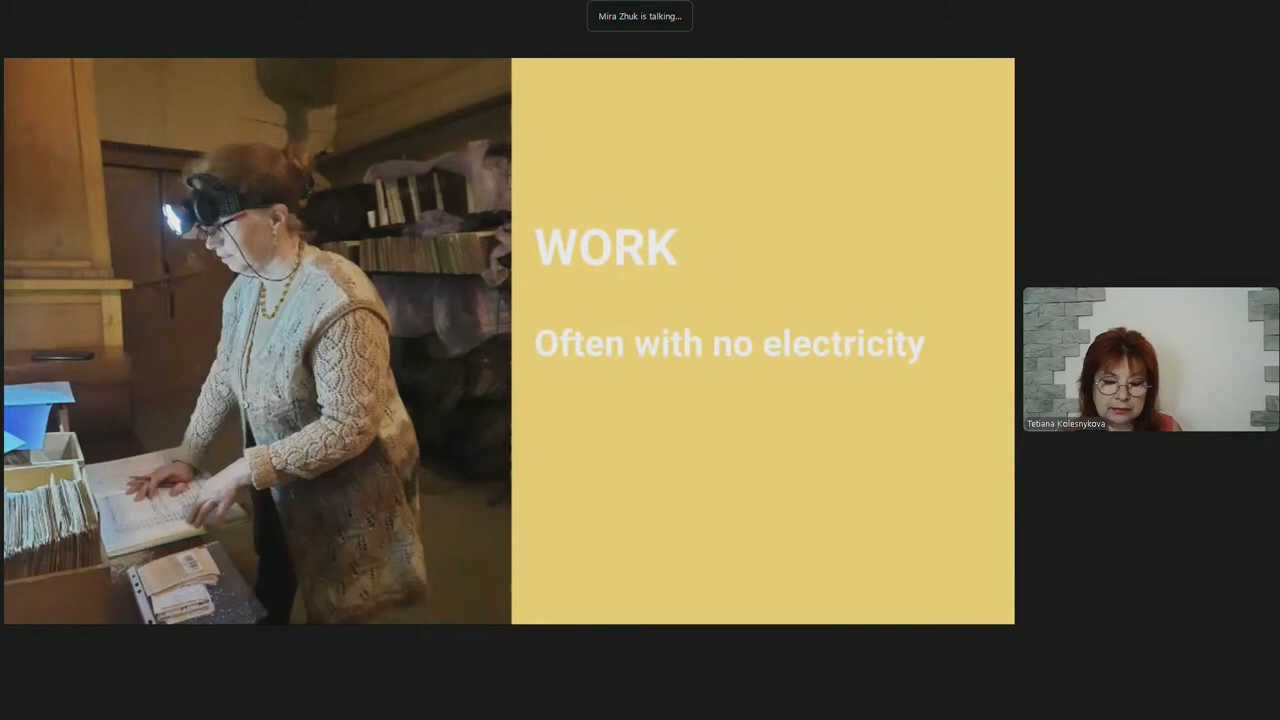 Mira Zhuk is talking...
WORK
Often with no electricity
Tetiana Kolesnykova